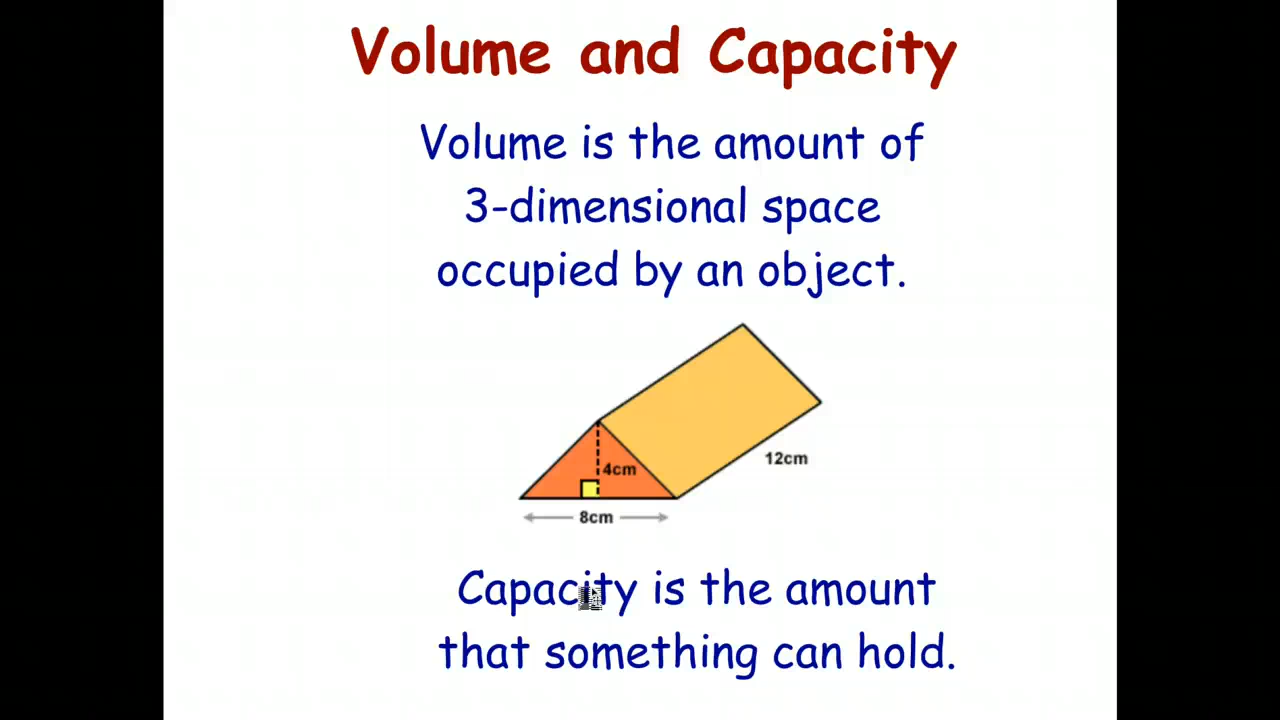 Volume and Capacity
Volume is the amount of
3-dimensional space
occupied by an object.
4cm
12cm
8cm
Capacity is the amount
that something can hold.